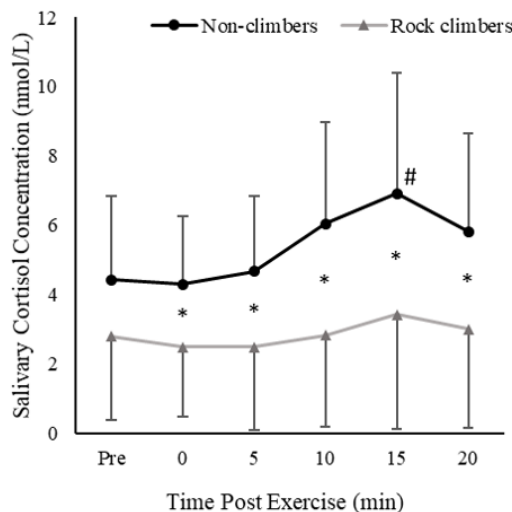 Non-climbers Rock climbers
Salivary Cortisol Concentration (nmol/L)
12
10
8
6
4
2
0
#
* * * * *
Pre 0 5 10 15 20
Time Post Exercise (min)